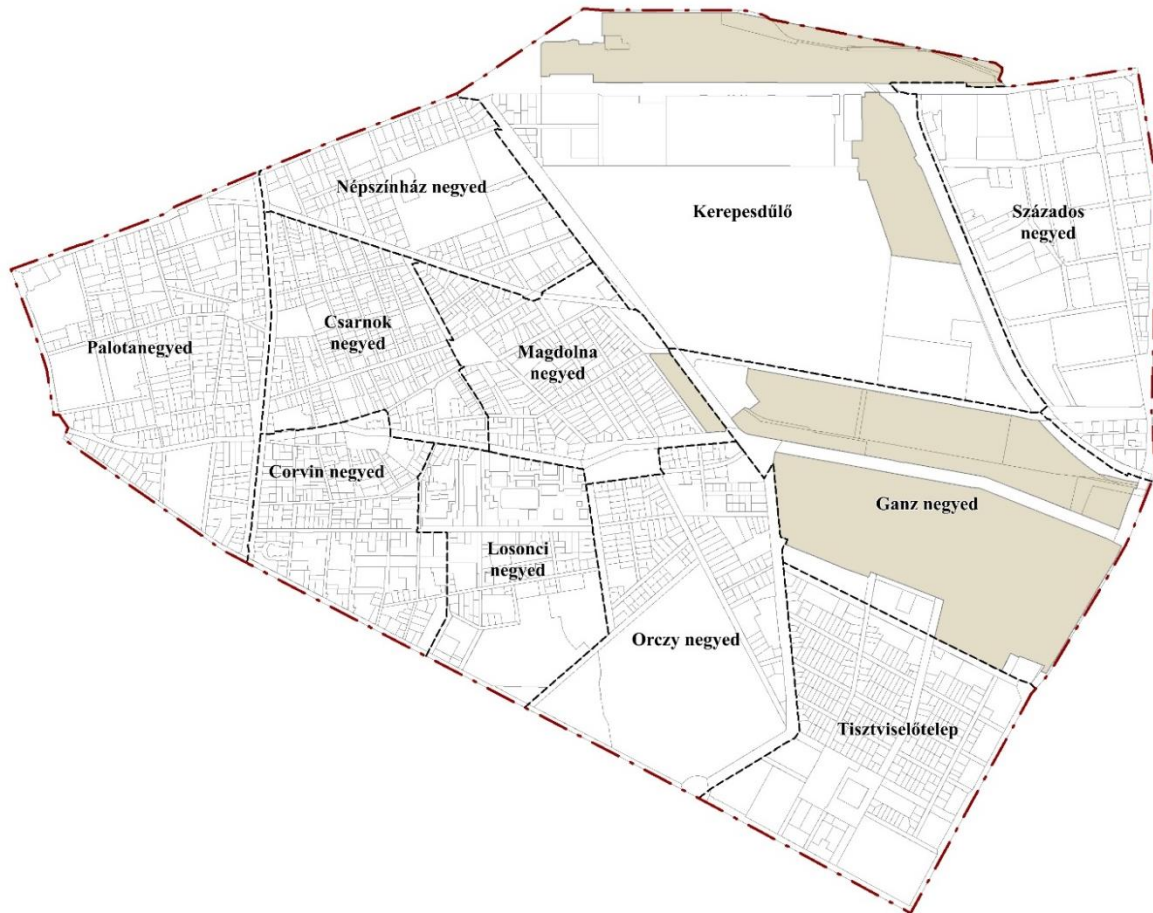 Népszínház negyed
Kerepesdűlő
Százados
negyed
Palotanegyed
Csarnok
negyed
Magdolna
negyed
Corvin negyed
Ganz negyed
Losonci
negyed
Orczy negyed
Tisztviselőtelep